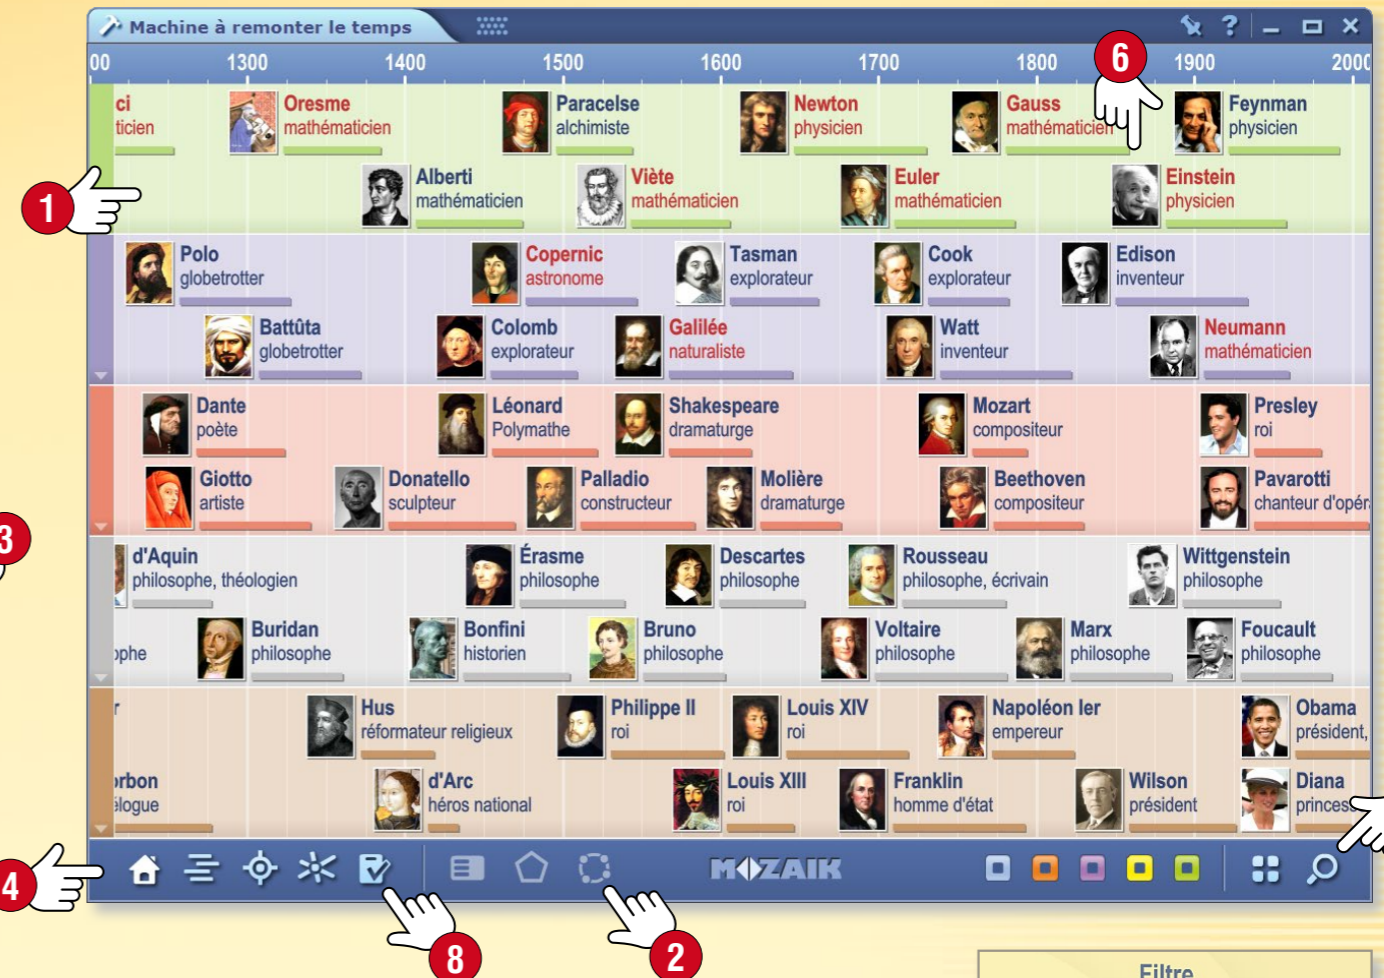 Machine à remonter le temps
?
00 1300 1400 1500 1600 1700 1800 1900 2000
6
ci
ticien
Oresme
mathématicien
Paracelse
alchimiste
Newton
physicien
Gauss
mathématicien
Feynman
physicien
1
Alberti
mathématicien
Viète
mathématicien
Euler
mathématicien
Einstein
physicien
Polo
globetrotter
Copernic
astronome
Tasman
explorateur
Cook
explorateur
Edison
inventeur
Battûta
globetrotter
Colomb
explorateur
Galilée
naturaliste
Watt
inventeur
Neumann
mathématicien
Dante
poète
Léonard
Polymathe
Shakespeare
dramaturge
Mozart
compositeur
Presley
roi
Giotto
artiste
Donatello
sculpteur
Palladio
constructeur
Molière
dramaturge
Beethoven
compositeur
Pavarotti
chanteur d'opér
3
d'Aquin
philosophe, théologien
Érasme
philosophe
Descartes
philosophe
Rousseau
philosophe, écrivain
Wittgenstein
philosophe
ophe
Buridan
philosophe
Bonfini
historien
Bruno
philosophe
Voltaire
philosophe
Marx
philosophe
Foucault
philosophe
r
Hus
réformateur religieux
Philippe II
roi
Louis XIV
roi
Napoléon Ier
empereur
Obama
président,
orbon
élogue
d'Arc
héros national
Louis XIII
roi
Franklin
homme d'état
Wilson
président
Diana
princess
4
MOZAIK
8
2
Filtre